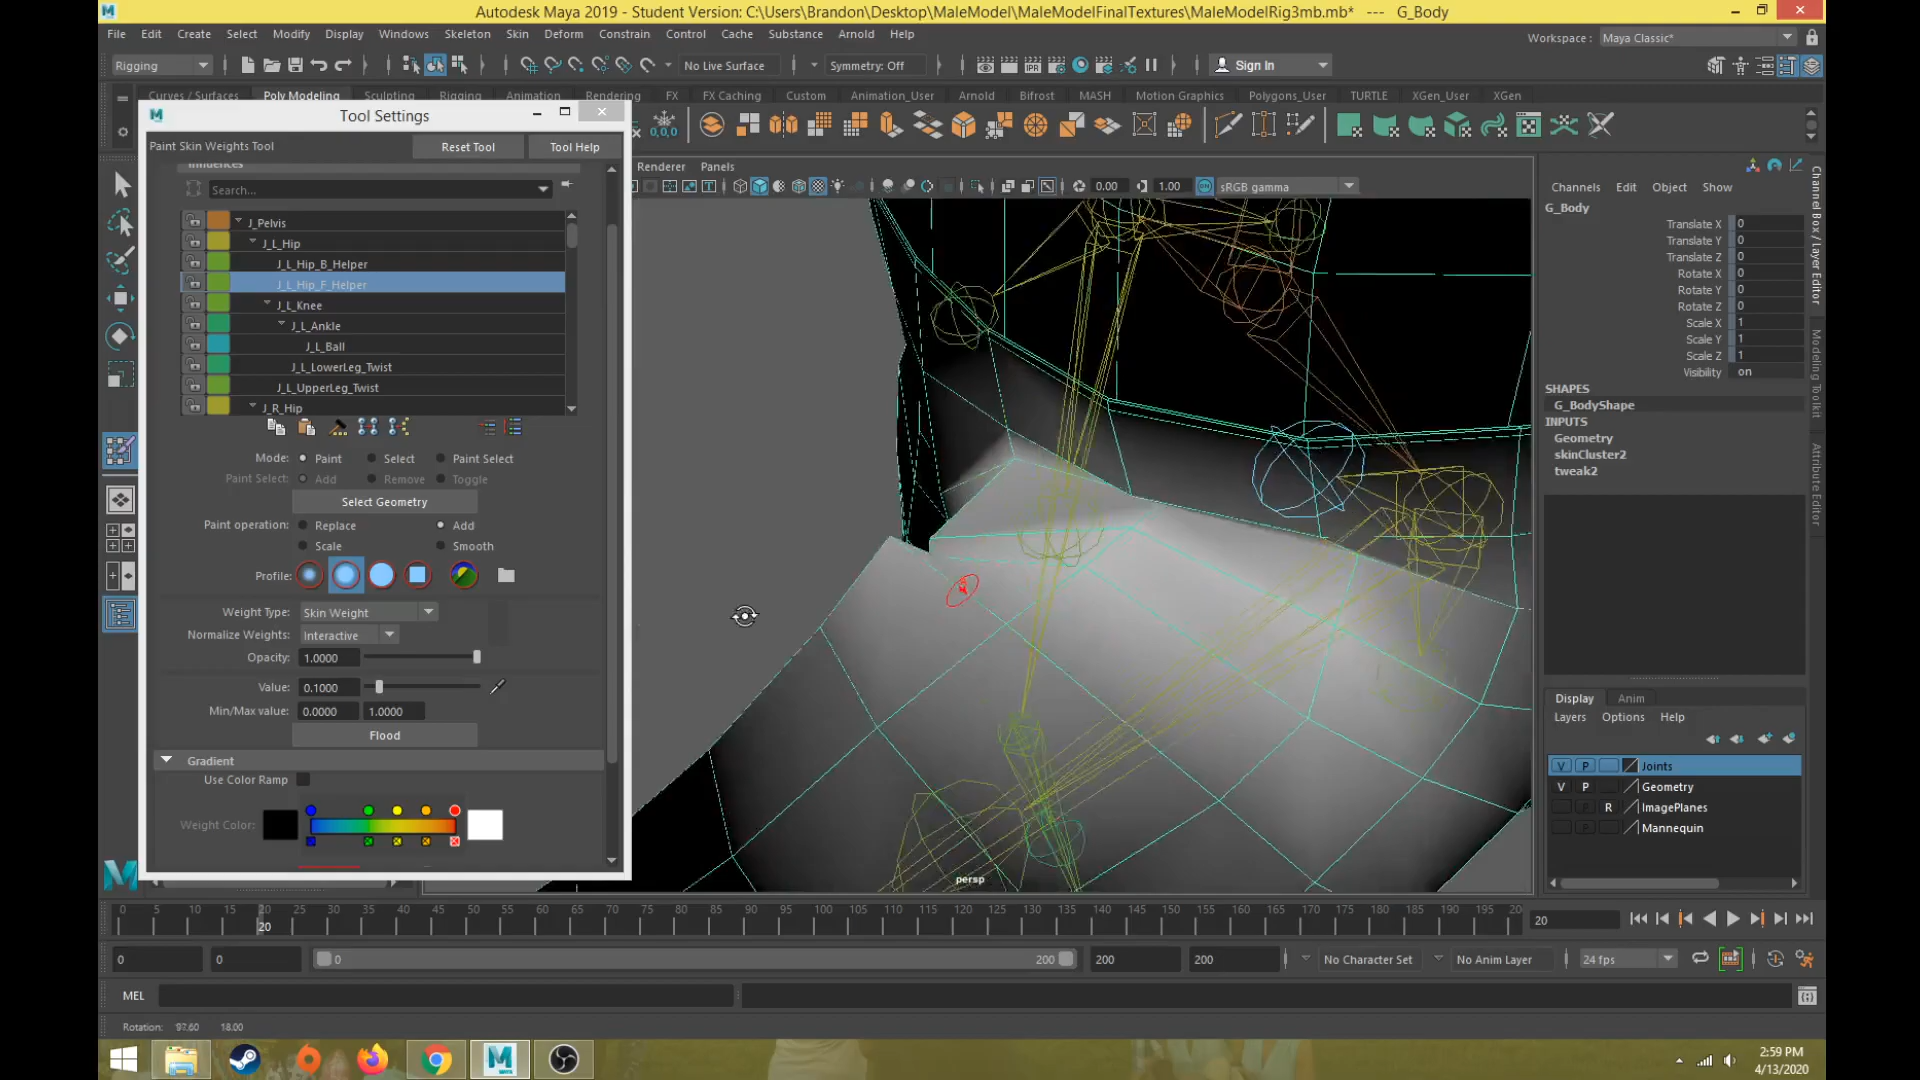 Autodesk Maya 2019 - Student Version: C:\Users\Brandon\Desktop\MaleModel\MaleModelFinalTextures\MaleModelRig3mb.mb*   ---   G_Body
File Edit Create Select Modify Display Windows Skeleton Skin Deform Constrain Control Cache Substance Arnold Help
Workspace : Maya Classic*
Rigging
No Live Surface
Symmetry: Off
Sign In
Curves / Surfaces Poly Modeling Sculpting Rigging Animation Rendering FX FX Caching Custom Animation_User Arnold Bifrost MASH Motion Graphics Polygons_User TURTLE XGen_User XGen
Tool Settings
0,0,0
Paint Skin Weights Tool
Reset Tool
Tool Help
Influences
Renderer Panels
Search...
0.00
1.00
sRGB gamma
J_Pelvis
J_L_Hip
J_L_Hip_B_Helper
J_L_Hip_F_Helper
J_L_Knee
J_L_Ankle
J_L_Ball
J_L_LowerLeg_Twist
J_L_UpperLeg_Twist
J_R_Hip
Mode: Paint Select Paint Select
Paint Select: Add Remove Toggle
Select Geometry
Paint operation: Replace Add
Scale Smooth
Profile:
Weight Type: Skin Weight
Normalize Weights: Interactive
Opacity: 1.0000
Value: 0.1000
Min/Max value: 0.0000 1.0000
Flood
Gradient
Use Color Ramp
Weight Color:
persp
Channels Edit Object Show
G_Body
Translate X 0
Translate Y 0
Translate Z 0
Rotate X 0
Rotate Y 0
Rotate Z 0
Scale X 1
Scale Y 1
Scale Z 1
Visibility on
SHAPES
G_BodyShape
INPUTS
Geometry
skinCluster2
tweak2
Channel Box / Layer Editor
Modeling Toolkit
Attribute Editor
Display Anim
Layers Options Help
V P Joints
V P Geometry
R ImagePlanes
Mannequin
0 5 10 15 20 25 30 35 40 45 50 55 60 65 70 75 80 85 90 95 100 105 110 115 120 125 130 135 140 145 150 155 160 165 170 175 180 185 190 195 20
20
20
0
0
0
200
200
200
No Character Set
No Anim Layer
24 fps
MEL
Rotation: 97.60 18.00
2:59 PM
4/13/2020